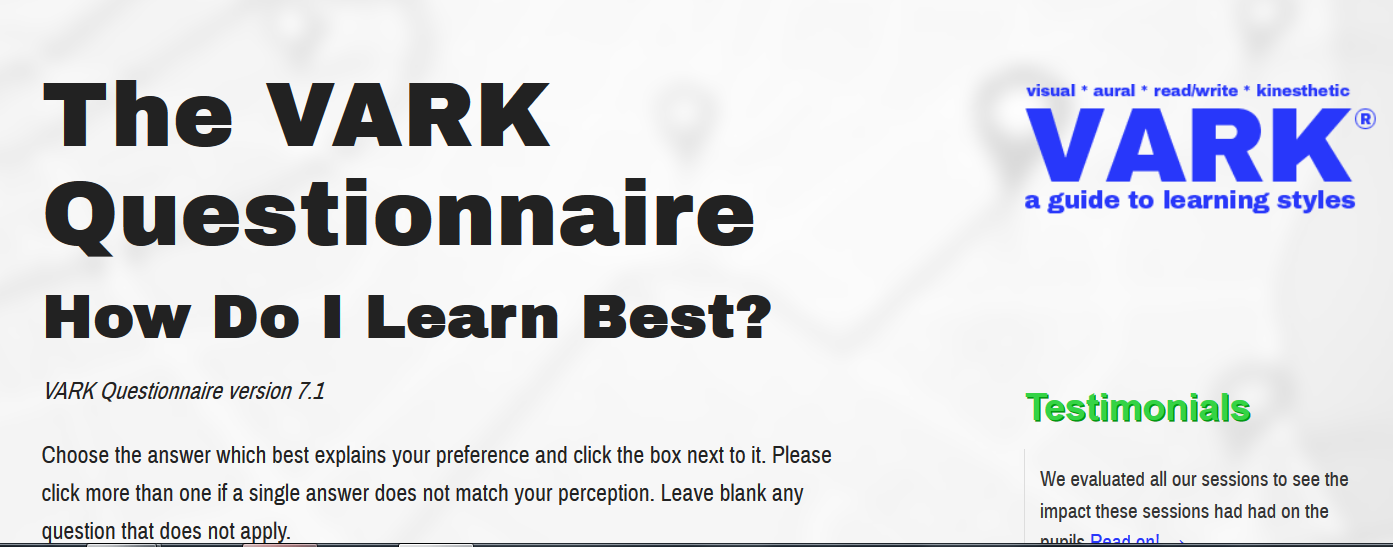 The VARK
Questionnaire
How Do I Learn Best?
VARK Questionnaire version 7.1
Choose the answer which best explains your preference and click the box next to it. Please
click more than one if a single answer does not match your perception. Leave blank any
question that does not apply.
visual * aural * read/write * kinesthetic
VARK®
a guide to learning styles
Testimonials
We evaluated all our sessions to see the
impact these sessions had had on the
pupils Read on! →